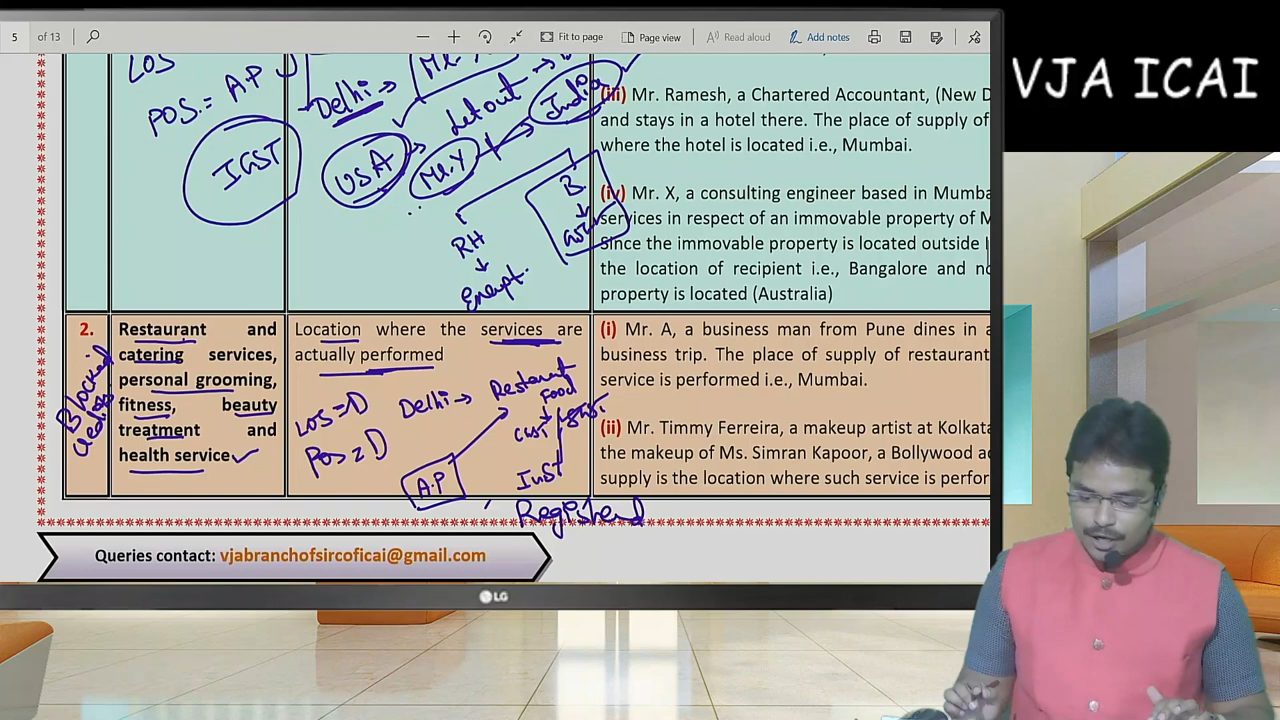 5 of 13 Fit to page Page view Read aloud Add notes
VJA ICAI
LOS
POS = A.P
IGST
Delhi
Let out
India
USA
Mr. Y
RH
Exempt.
B
GST
(iii) Mr. Ramesh, a Chartered Accountant, (New D
and stays in a hotel there. The place of supply of
where the hotel is located i.e., Mumbai.
(iv) Mr. X, a consulting engineer based in Mumba
services in respect of an immovable property of M
Since the immovable property is located outside I
the location of recipient i.e., Bangalore and no
property is located (Australia)
2.
Restaurant and
catering services,
personal grooming,
fitness, beauty
treatment and
health service
Blocked
Location where the services are
actually performed
LOS = D
POS = D
Delhi
Restaurant
Food
CGST
A.P
Registered
(i) Mr. A, a business man from Pune dines in a
business trip. The place of supply of restaurant
service is performed i.e., Mumbai.
(ii) Mr. Timmy Ferreira, a makeup artist at Kolkata
the makeup of Ms. Simran Kapoor, a Bollywood ac
supply is the location where such service is perfor
Queries contact: vjabranchofsircoficai@gmail.com
LG